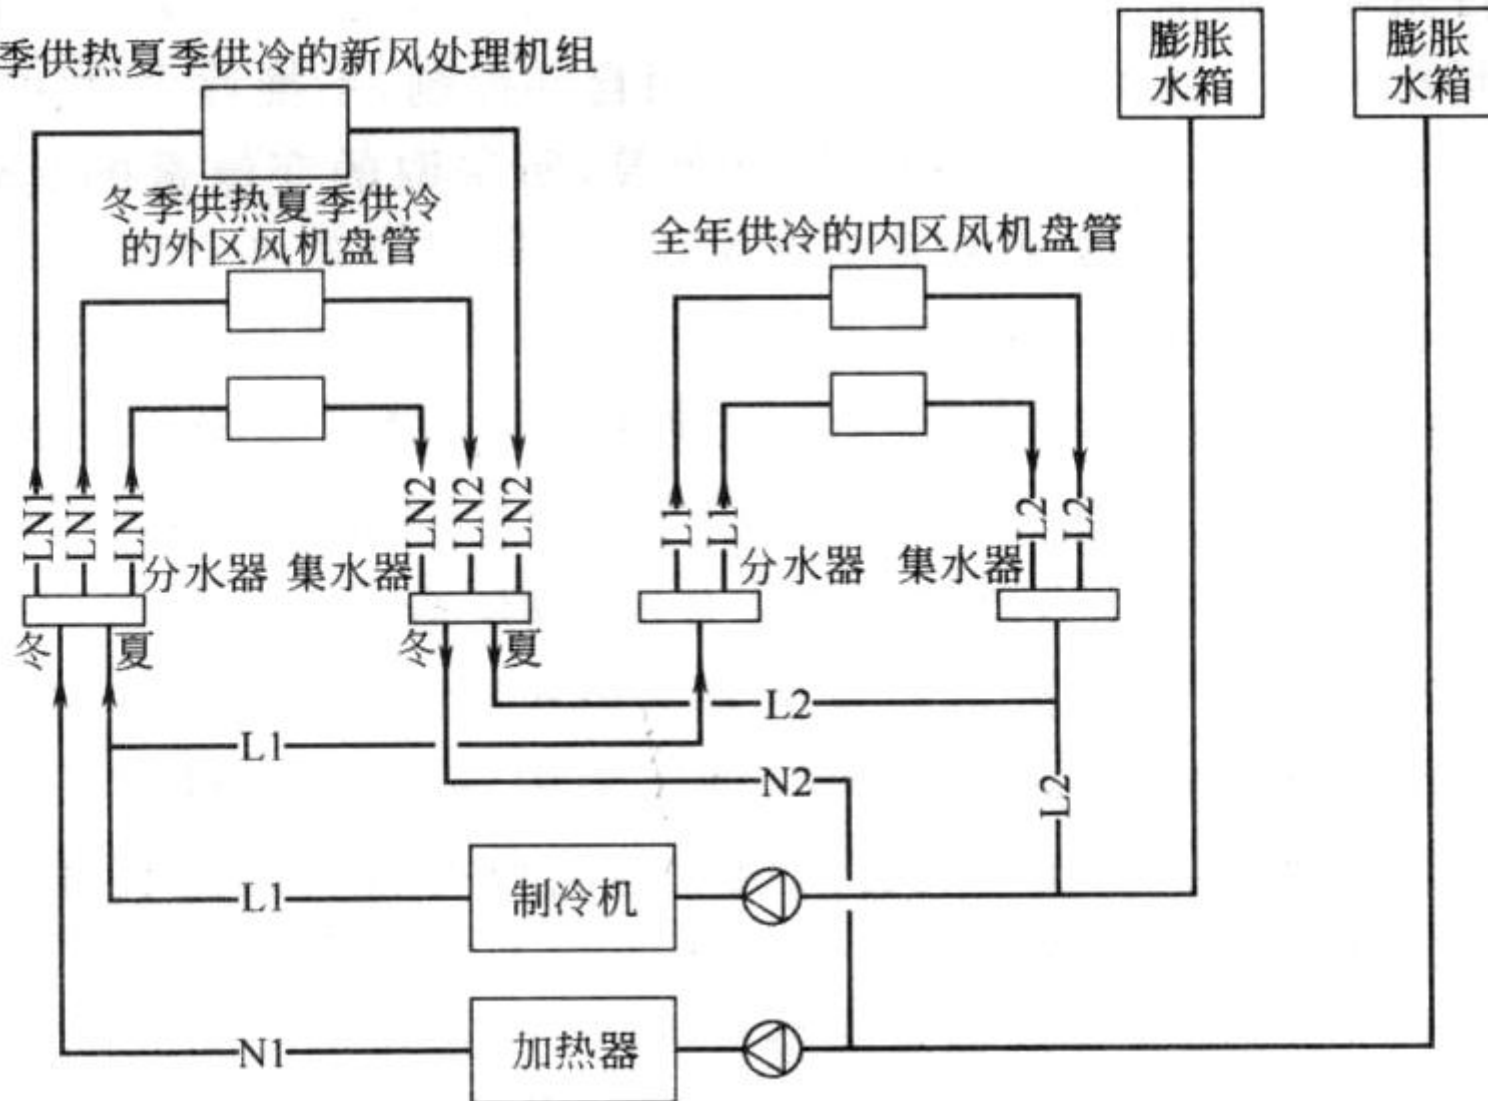 季供热夏季供冷的新风处理机组
膨胀
水箱
膨胀
水箱
冬季供热夏季供冷
的外区风机盘管
全年供冷的内区风机盘管
LN1
LN1
LN1
分水器
集水器
LN2
LN2
LN2
L1
L1
分水器
集水器
L2
L2
冬
夏
冬
夏
L2
L1
N2
L2
L1
制冷机
N1
加热器